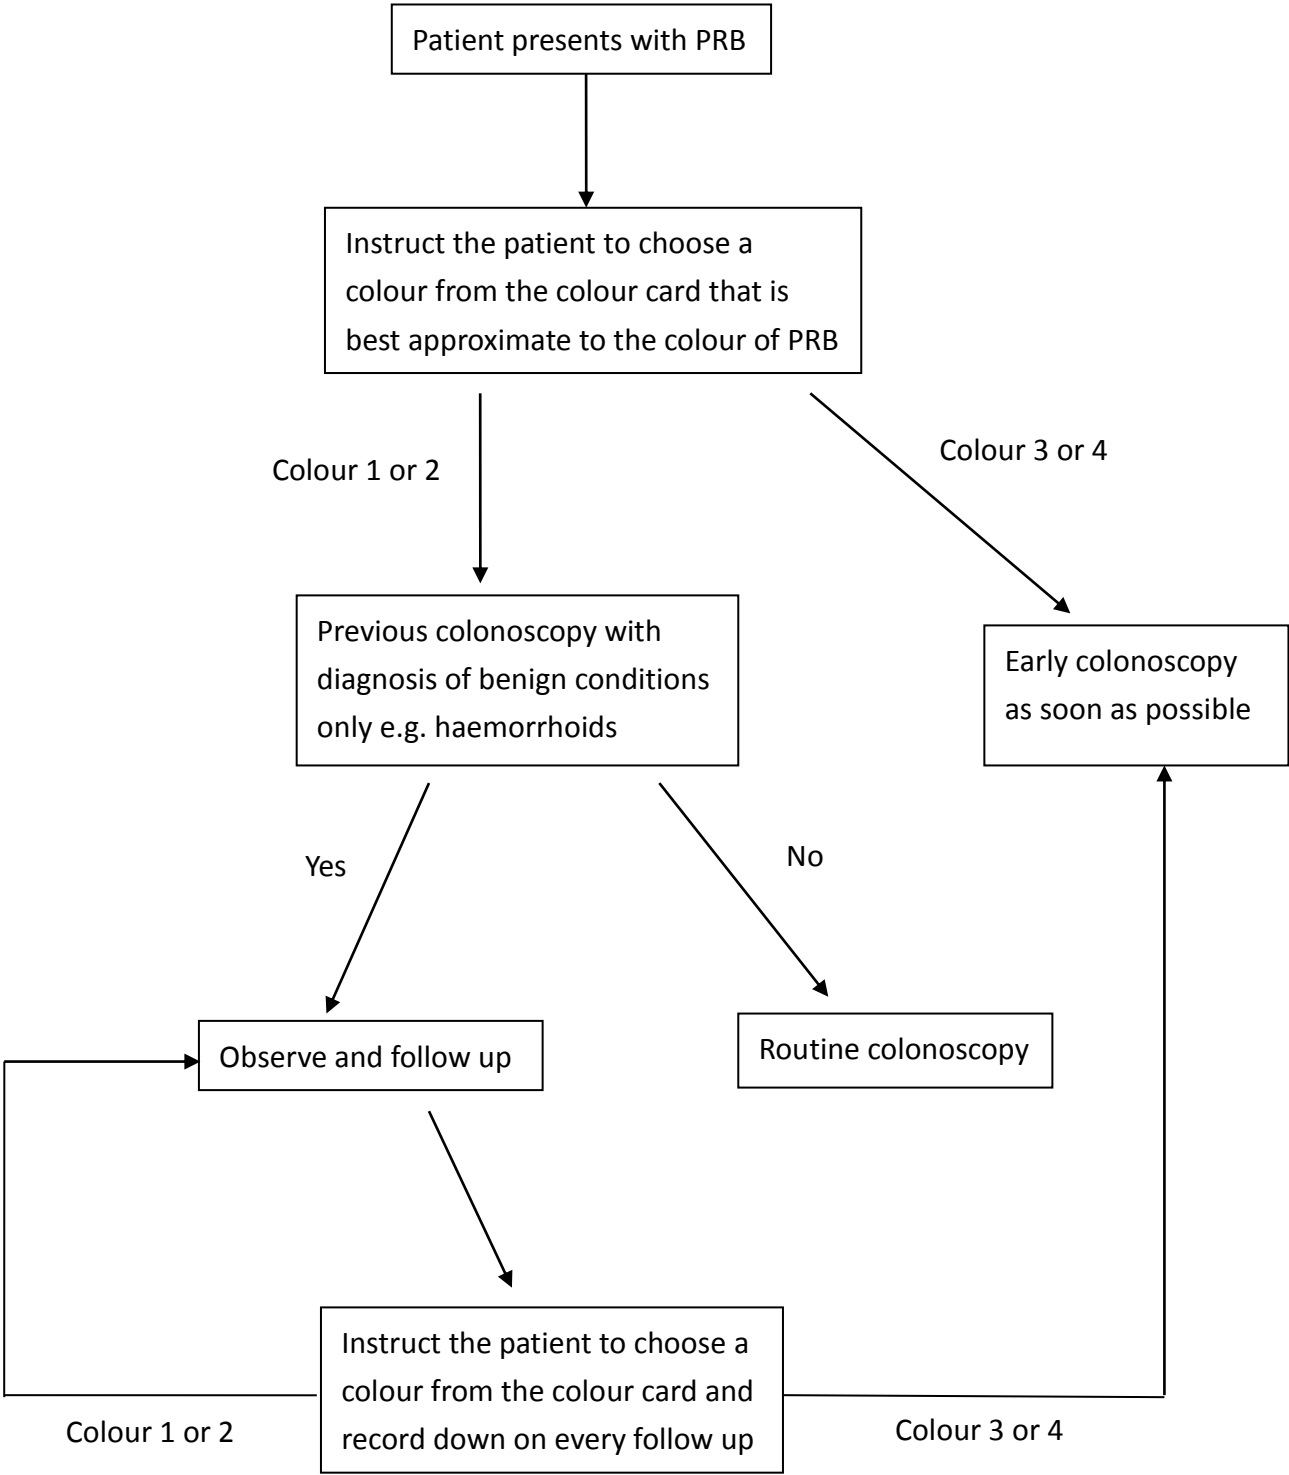 Patient presents with PRB
Instruct the patient to choose a
colour from the colour card that is
best approximate to the colour of PRB
Colour 1 or 2
Colour 3 or 4
Previous colonoscopy with
diagnosis of benign conditions
only e.g. haemorrhoids
Early colonoscopy
as soon as possible
Yes
No
Observe and follow up
Routine colonoscopy
Instruct the patient to choose a
colour from the colour card and
record down on every follow up
Colour 1 or 2
Colour 3 or 4